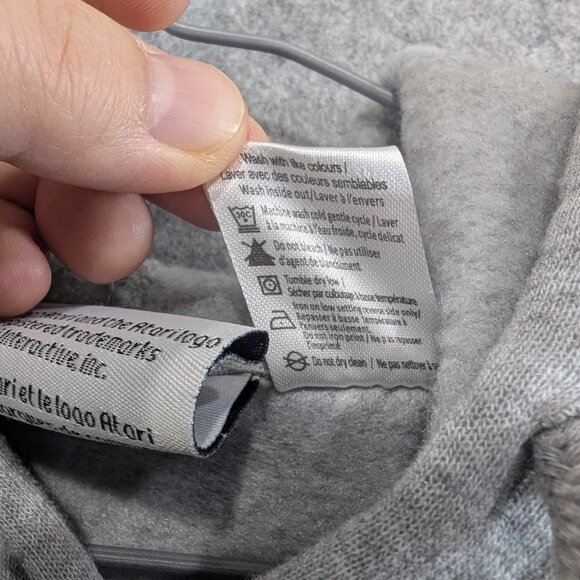 Wash with like colours /
Laver avec des couleurs semblables
Wash inside out/Laver à l'envers
30°C
Machine wash cold gentle cycle / Laver
à la machine à l'eau froide, cycle délicat
Do not bleach / Ne pas utiliser
d'agent de blanchiment
Tumble dry low /
Sécher par culbutage à basse température
Iron on low setting reverse side only/
Repasser à basse température à
l'envers seulement.
Do not iron print / Ne pas repasser
l'imprimé
Do not dry clean / Ne pas nettoyer à s
and the Atari logo
istered trademarks
Interactive, Inc.
ari et le logo Atari